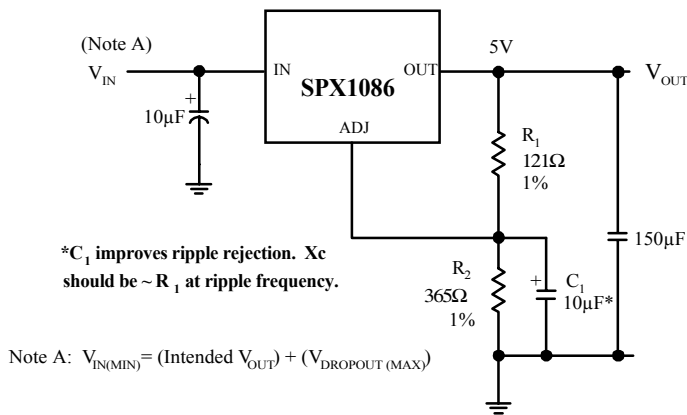 (Note A)
V_IN
10µF
+
IN
SPX1086
OUT
ADJ
5V
V_OUT
R_1
121Ω
1%
150µF
*C_1 improves ripple rejection. Xc
should be ~ R_1 at ripple frequency.
R_2
365Ω
1%
+
C_1
10µF*
Note A: V_IN(MIN)= (Intended V_OUT) + (V_DROPOUT (MAX))